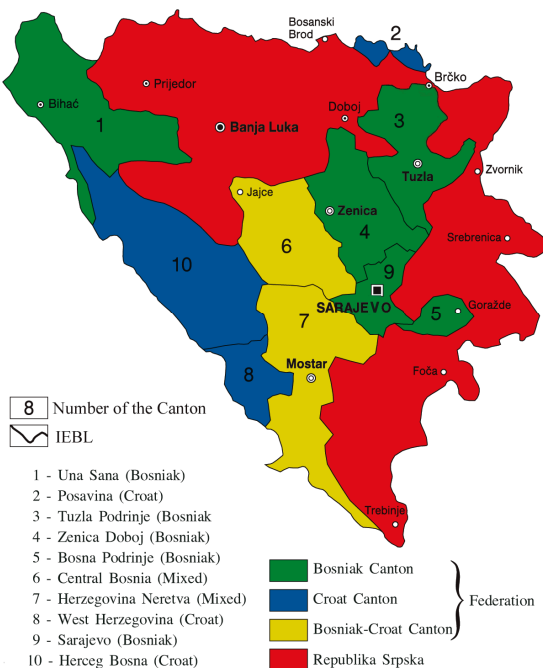 Bosanski
Brod
2
Brčko
Prijedor
Bihać
1
Banja Luka
Doboj
3
Tuzla
Zvornik
Jajce
Zenica
4
Srebrenica
6
9
10
SARAJEVO
5
Goražde
7
Mostar
8
Foča
Trebinje
8 Number of the Canton
IEBL
1 - Una Sana (Bosniak)
2 - Posavina (Croat)
3 - Tuzla Podrinje (Bosniak
4 - Zenica Doboj (Bosniak)
5 - Bosna Podrinje (Bosniak)
6 - Central Bosnia (Mixed)
7 - Herzegovina Neretva (Mixed)
8 - West Herzegovina (Croat)
9 - Sarajevo (Bosniak)
10 - Herceg Bosna (Croat)
Bosniak Canton
Croat Canton
Bosniak-Croat Canton
Federation
Republika Srpska